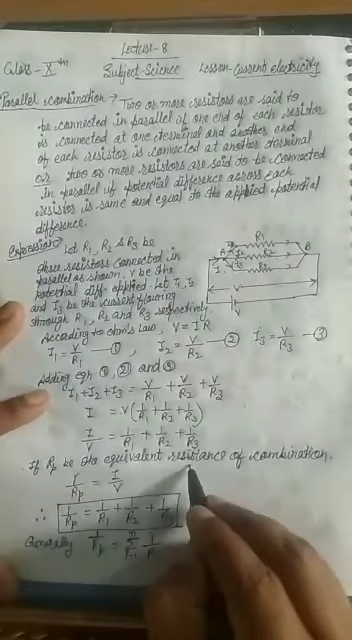 Lecture-8
Class-Xth Subject-Science Lesson-Current electricity
Parallel combination → Two or more resistors are said to
be connected in parallel if one end of each resistor
is connected at one terminal and another end
of each resistor is connected at another terminal
or two or more resistors are said to be connected
in parallel if potential difference across each
resistor is same and equal to the applied potential
difference.
Expression → Let R1, R2 & R3 be
three resistors connected in
parallel as shown. V be the
potential diff. applied. Let I1, I2
and I3 be the current flowing
through R1, R2 and R3 respectively.
A I1 I2 I3 R1 R2 R3 B
I
V
V
According to ohm's Law, V = IR
I1 = V/R1 —① , I2 = V/R2 —② I3 = V/R3 —③
Adding eqn ①, ② and ③
I1 + I2 + I3 = V/R1 + V/R2 + V/R3
I = V(1/R1 + 1/R2 + 1/R3)
I/V = 1/R1 + 1/R2 + 1/R3
If Rp be the equivalent resistance of combination.
1/Rp = I/V
∴ 1/Rp = 1/R1 + 1/R2 + 1/R3
Generally 1/Rp =